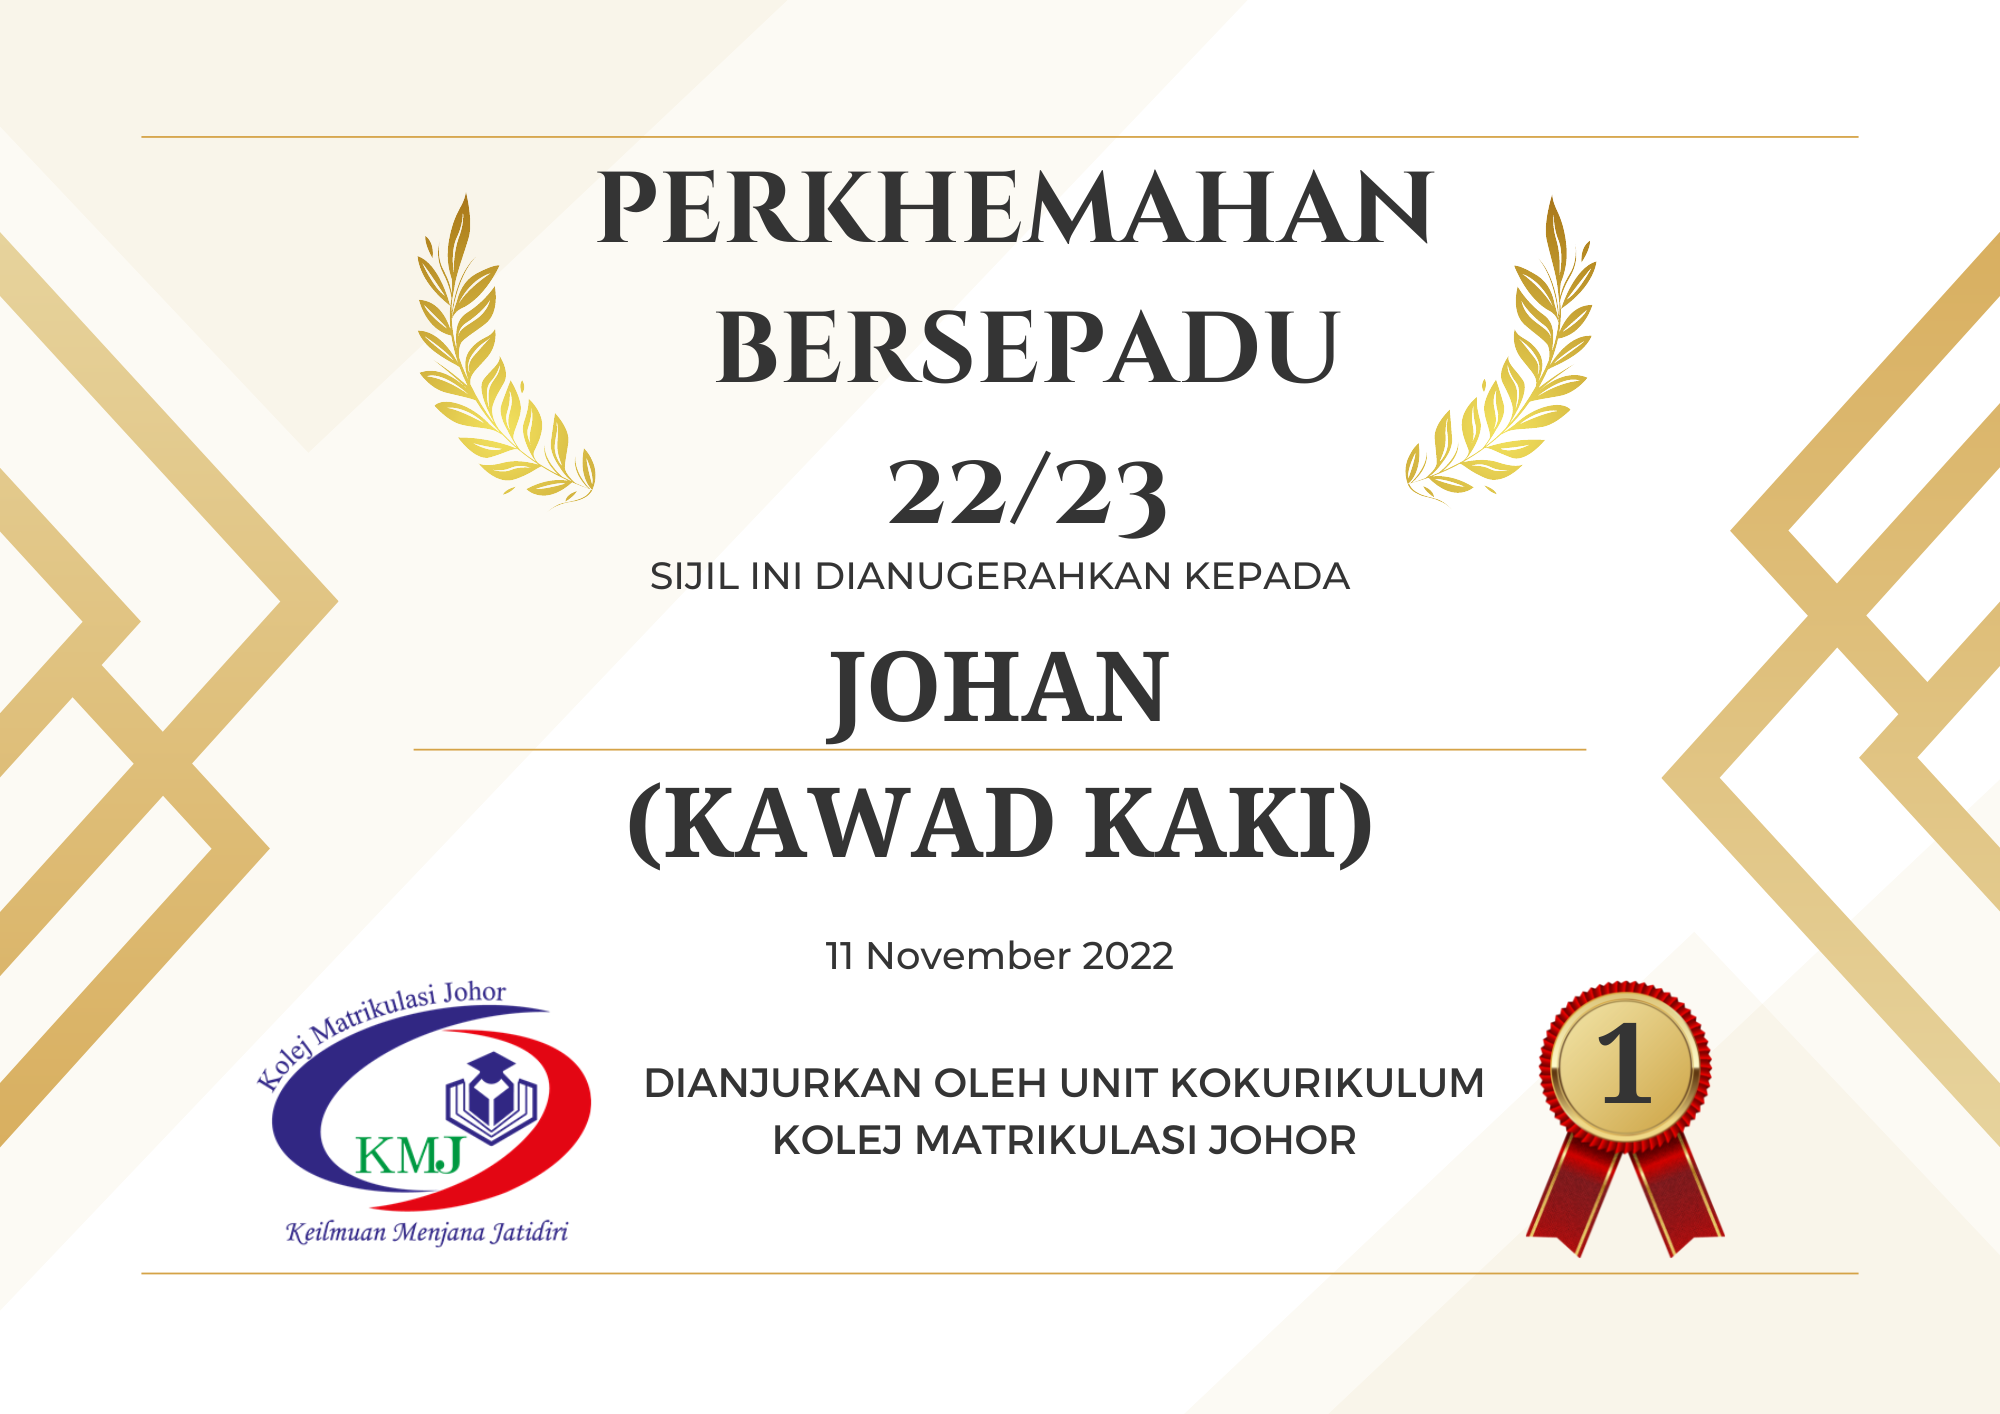 PERKHEMAHAN
BERSEPADU
22/23
SIJIL INI DIANUGERAHKAN KEPADA
JOHAN
(KAWAD KAKI)
11 November 2022
Kolej Matrikulasi Johor
KMJ
Keilmuan Menjana Jatidiri
DIANJURKAN OLEH UNIT KOKURIKULUM
KOLEJ MATRIKULASI JOHOR
1